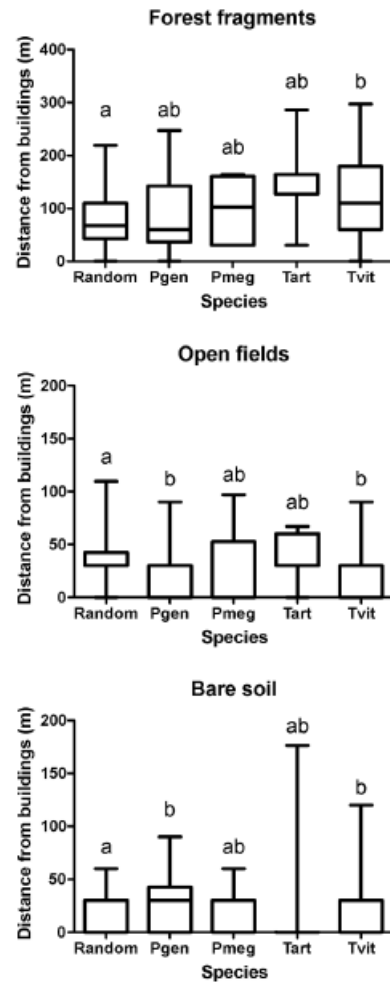 Forest fragments
Distance from buildings (m)
400
300
200
100
0
a
ab
ab
ab
b
Random Pgen Pmeg Tart Tvit
Species
Open fields
Distance from buildings (m)
200
150
100
50
0
a
b
ab
ab
b
Random Pgen Pmeg Tart Tvit
Species
Bare soil
Distance from buildings (m)
200
150
100
50
0
a
b
ab
ab
b
Random Pgen Pmeg Tart Tvit
Species